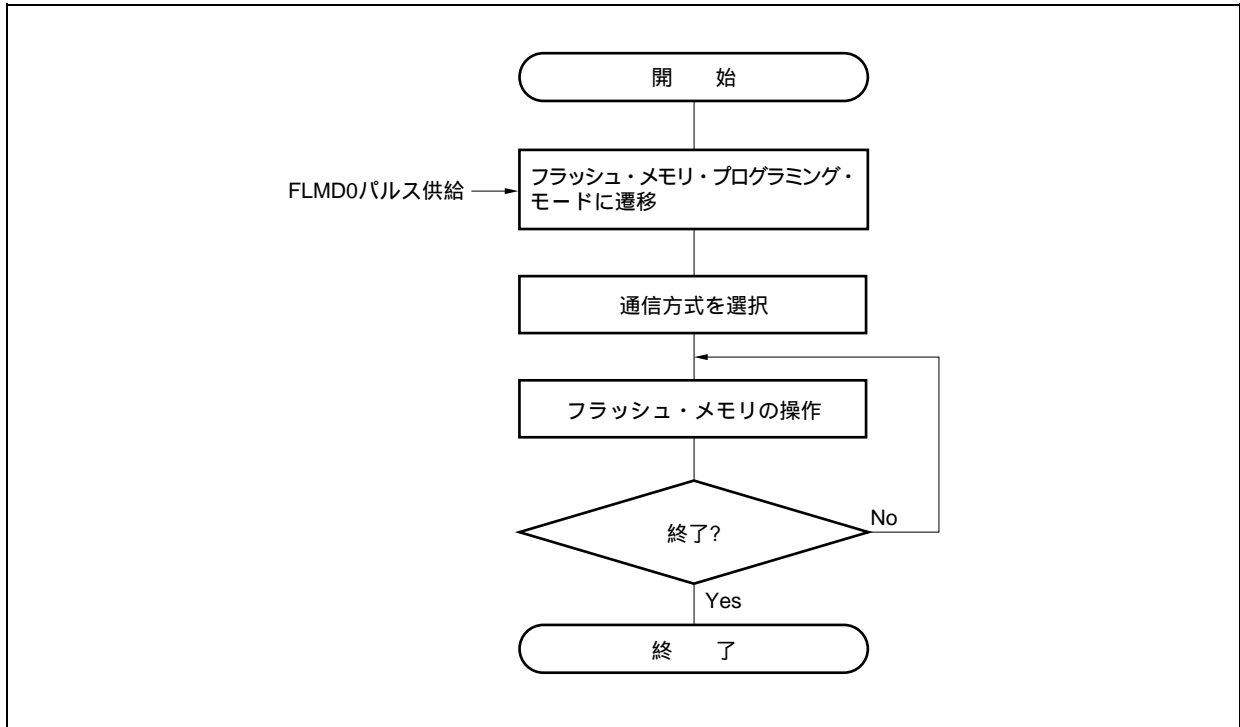 開 始
FLMD0パルス供給
フラッシュ・メモリ・プログラミング・
モードに遷移
通信方式を選択
フラッシュ・メモリの操作
終了?
No
Yes
終 了